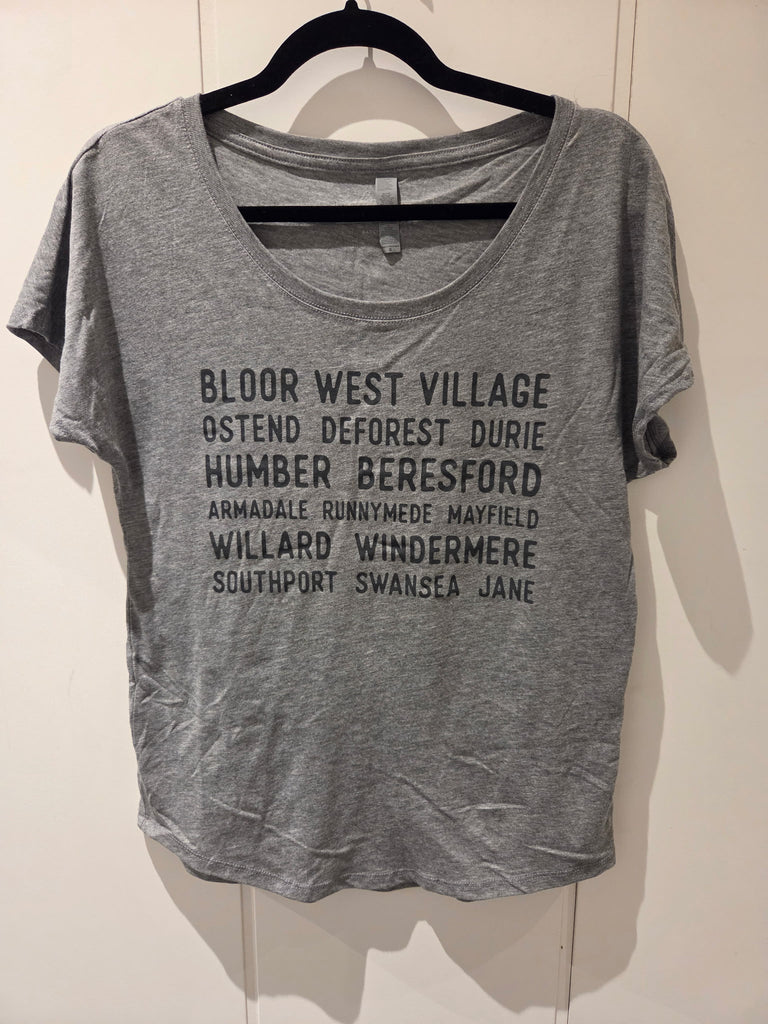 BLOOR WEST VILLAGE
OSTEND DEFOREST DURIE
HUMBER BERESFORD
ARMADALE RUNNYMEDE MAYFIELD
WILLARD WINDERMERE
SOUTHPORT SWANSEA JANE